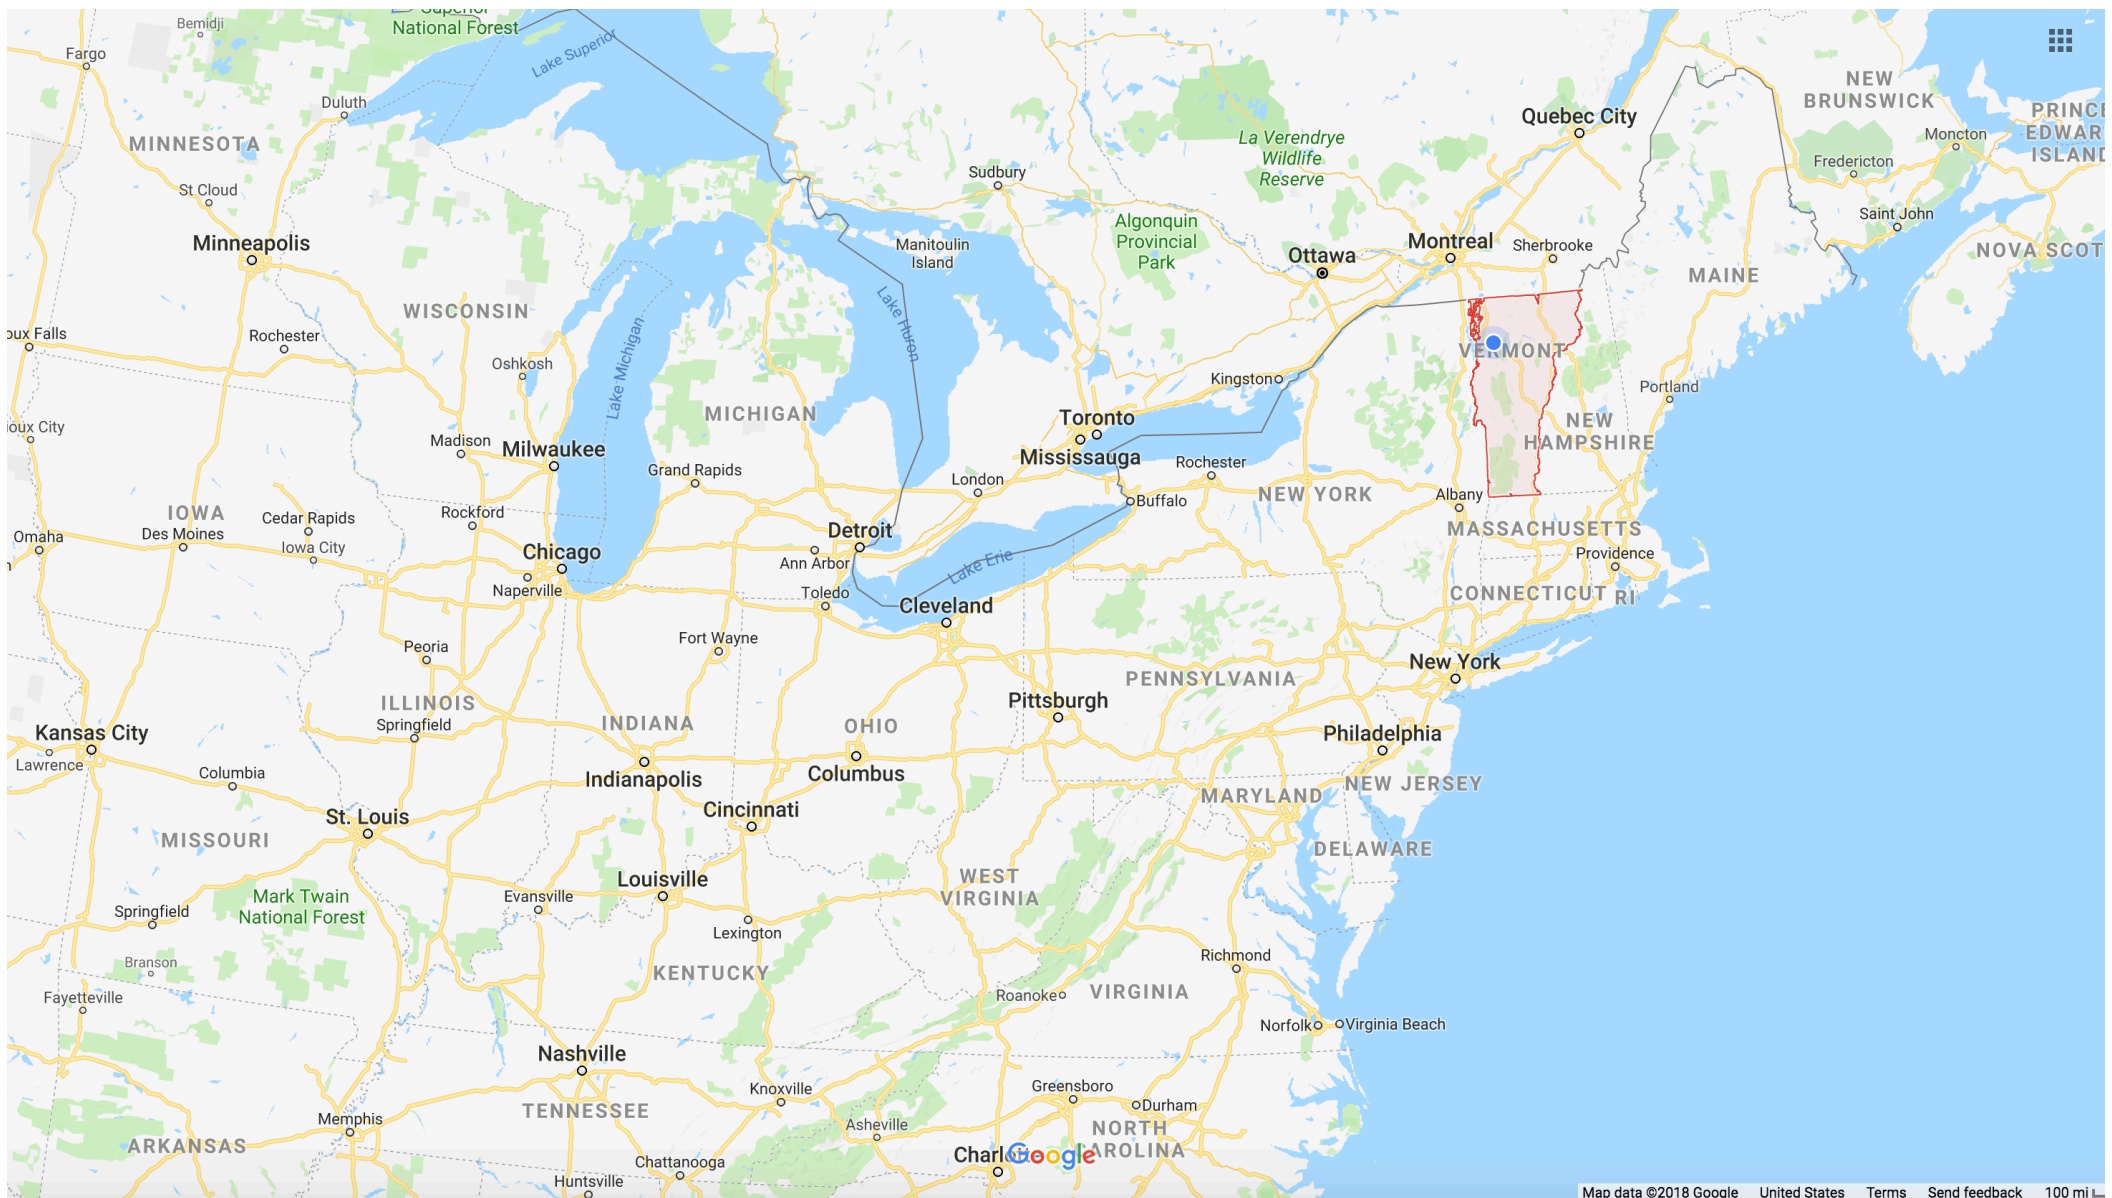 Superior
National Forest
Bemidji
Fargo
Lake Superior
Duluth
MINNESOTA
St Cloud
Minneapolis
WISCONSIN
Rochester
oux Falls
Oshkosh
Lake Michigan
Lake Huron
Manitoulin
Island
Sudbury
La Verendrye
Wildlife
Reserve
Algonquin
Provincial
Park
Ottawa
Montreal
Sherbrooke
Quebec City
NEW
BRUNSWICK
PRINCE
EDWAR
ISLAND
Moncton
Fredericton
Saint John
NOVA SCOT
MAINE
VERMONT
Portland
NEW
HAMPSHIRE
Kingston
Toronto
Mississauga
Rochester
Buffalo
NEW YORK
Albany
MASSACHUSETTS
Providence
CONNECTICUT
RI
MICHIGAN
Grand Rapids
London
Detroit
Ann Arbor
Toledo
Lake Erie
Cleveland
ioux City
Madison
Milwaukee
IOWA
Des Moines
Cedar Rapids
Iowa City
Rockford
Chicago
Naperville
Omaha
Fort Wayne
Peoria
ILLINOIS
Springfield
INDIANA
Indianapolis
OHIO
Columbus
Cincinnati
Pittsburgh
PENNSYLVANIA
New York
Philadelphia
NEW JERSEY
MARYLAND
DELAWARE
Kansas City
Lawrence
Columbia
St. Louis
MISSOURI
Mark Twain
National Forest
Springfield
Branson
Fayetteville
Evansville
Louisville
Lexington
KENTUCKY
WEST
VIRGINIA
Richmond
Roanoke
VIRGINIA
Norfolk
Virginia Beach
Nashville
TENNESSEE
Knoxville
Memphis
ARKANSAS
Chattanooga
Huntsville
Asheville
Greensboro
Durham
NORTH
CAROLINA
Google
Map data ©2018 Google United States Terms Send feedback 100 mi